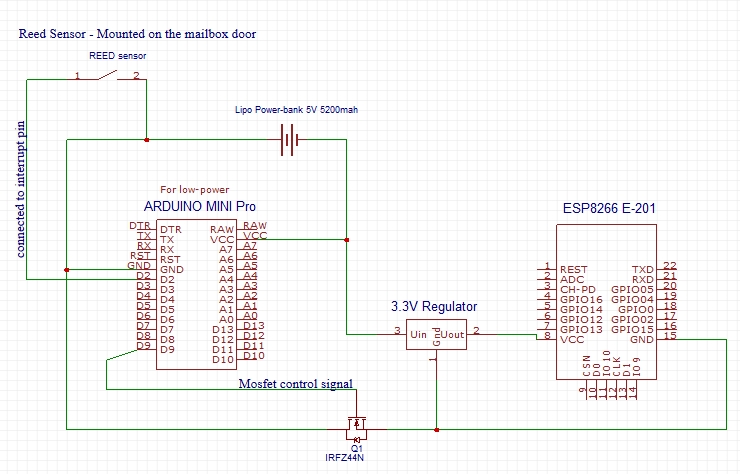 Reed Sensor - Mounted on the mailbox door
REED sensor
1 2
connected to interrupt pin
Lipo Power-bank 5V 5200mah
For low-power
ARDUINO MINI Pro
DTR DTR RAW RAW
TX TX VCC VCC
RX RX A7 A7
RST RST A6 A6
GND GND A5 A5
D2 D2 A4 A4
D3 D3 A3 A3
D4 D4 A2 A2
D5 D5 A1 A1
D6 D6 A0 A0
D7 D7 D13 D13
D8 D8 D12 D12
D9 D9 D11 D11
D10 D10
3.3V Regulator
3 Uin Gnd Uout 2
1
ESP8266 E-201
1 REST TXD 22
2 ADC RXD 21
3 CH-PD GPIO05 20
4 GPIO16 GPIO04 19
5 GPIO14 GPIO0 18
6 GPIO12 GPIO02 17
7 GPIO13 GPIO15 16
8 VCC GND 15
CSN D0 IO10 CLK D1 IO9
9 10 11 12 13 14
Mosfet control signal
Q1
IRFZ44N